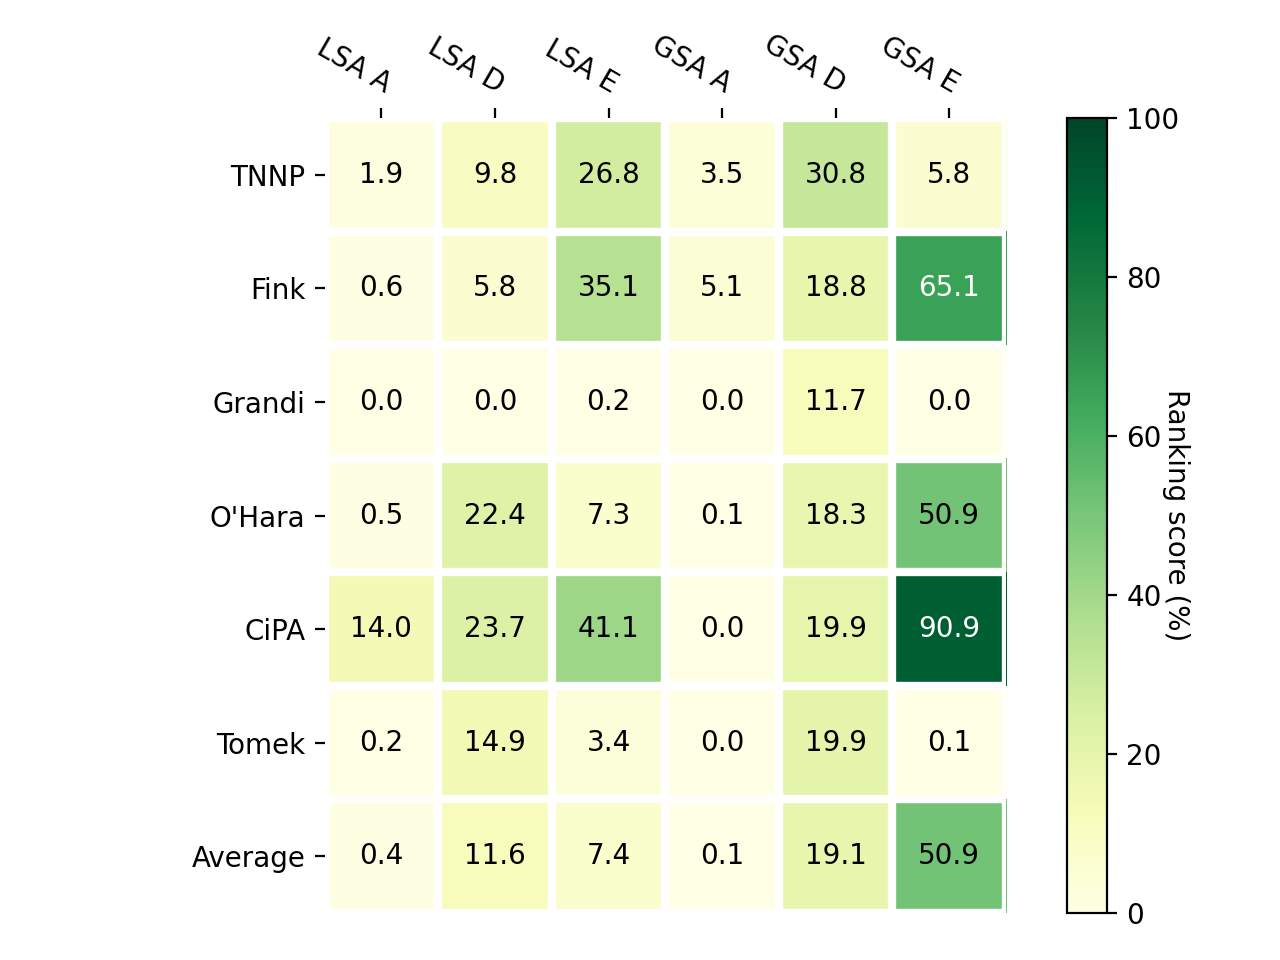 LSA A LSA D LSA E GSA A GSA D GSA E
TNNP 1.9 9.8 26.8 3.5 30.8 5.8
Fink 0.6 5.8 35.1 5.1 18.8 65.1
Grandi 0.0 0.0 0.2 0.0 11.7 0.0
O'Hara 0.5 22.4 7.3 0.1 18.3 50.9
CiPA 14.0 23.7 41.1 0.0 19.9 90.9
Tomek 0.2 14.9 3.4 0.0 19.9 0.1
Average 0.4 11.6 7.4 0.1 19.1 50.9
100
80
60
40
20
0
Ranking score (%)